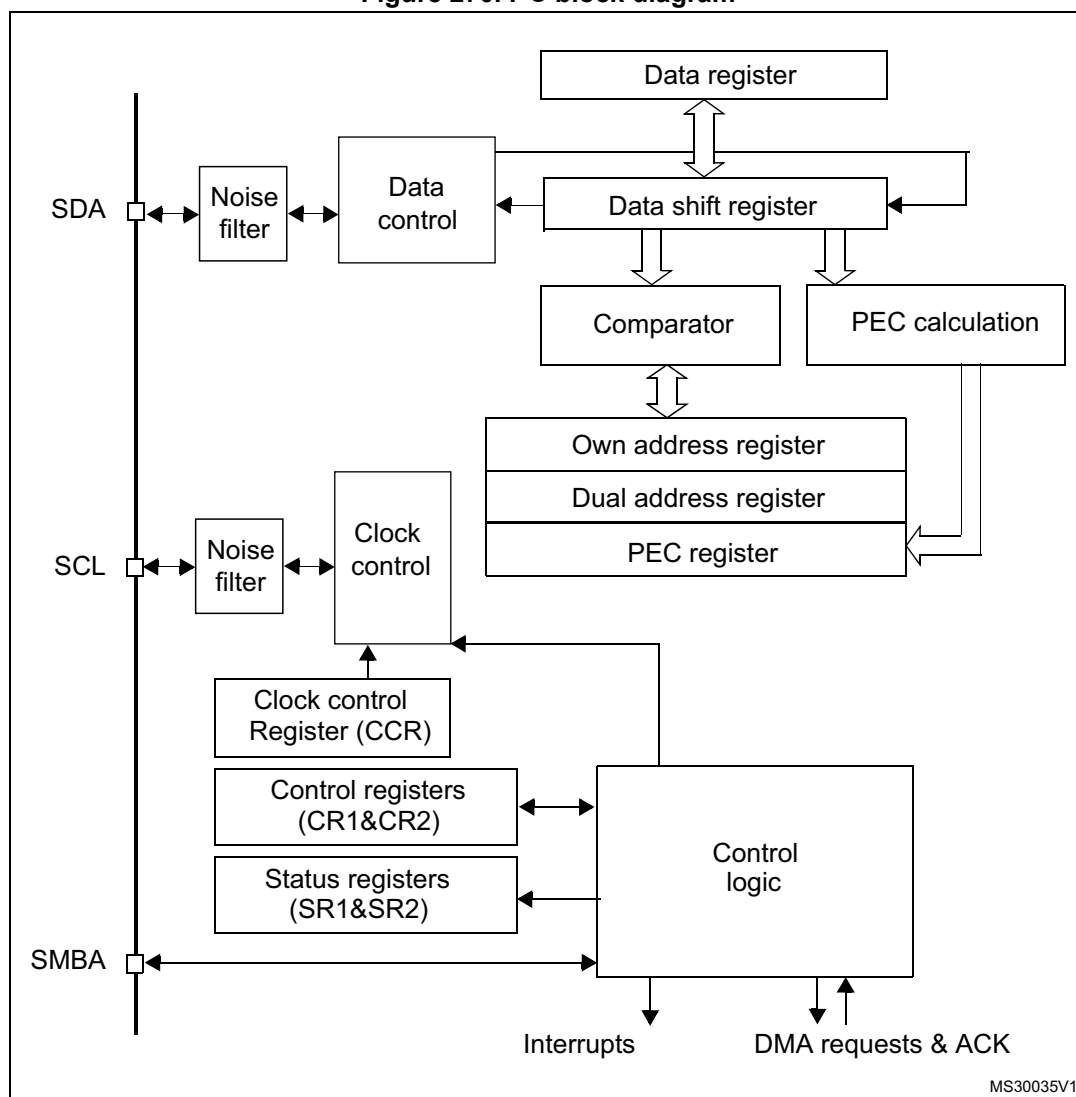 Data register
SDA
Noise
filter
Data
control
Data shift register
Comparator
PEC calculation
Own address register
Dual address register
PEC register
SCL
Noise
filter
Clock
control
Clock control
Register (CCR)
Control registers
(CR1&CR2)
Status registers
(SR1&SR2)
Control
logic
SMBA
Interrupts
DMA requests & ACK
MS30035V1